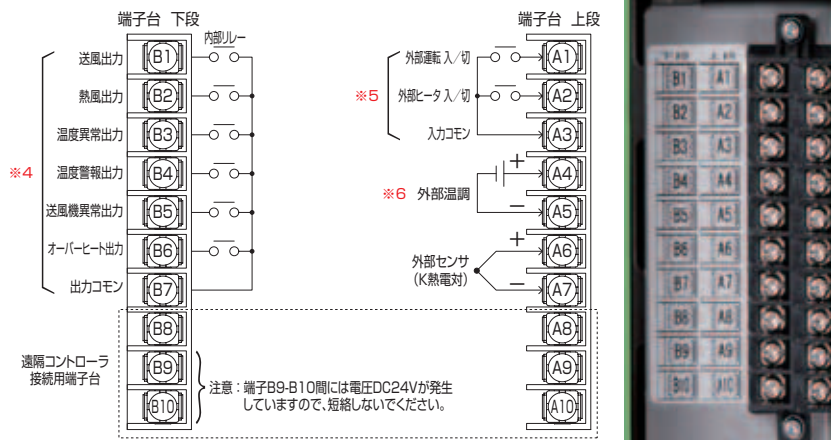 端子台 下段
内部リレー
送風出力
B1
熱風出力
B2
温度異常出力
B3
※4
温度警報出力
B4
送風機異常出力
B5
オーバーヒート出力
B6
出力コモン
B7
B8
遠隔コントローラ
接続用端子台
B9
B10
注意：端子B9-B10間には電圧DC24Vが発生
していますので、短絡しないでください。
端子台 上段
外部運転 入／切
A1
※5
外部ヒータ 入／切
A2
入力コモン
A3
+
A4
※6 外部温調
−
A5
+
A6
外部センサ
(K熱電対)
−
A7
A8
A9
A10
下段 上段
B1 A1
B2 A2
B3 A3
B4 A4
B5 A5
B6 A6
B7 A7
B8 A8
B9 A9
B10 A10